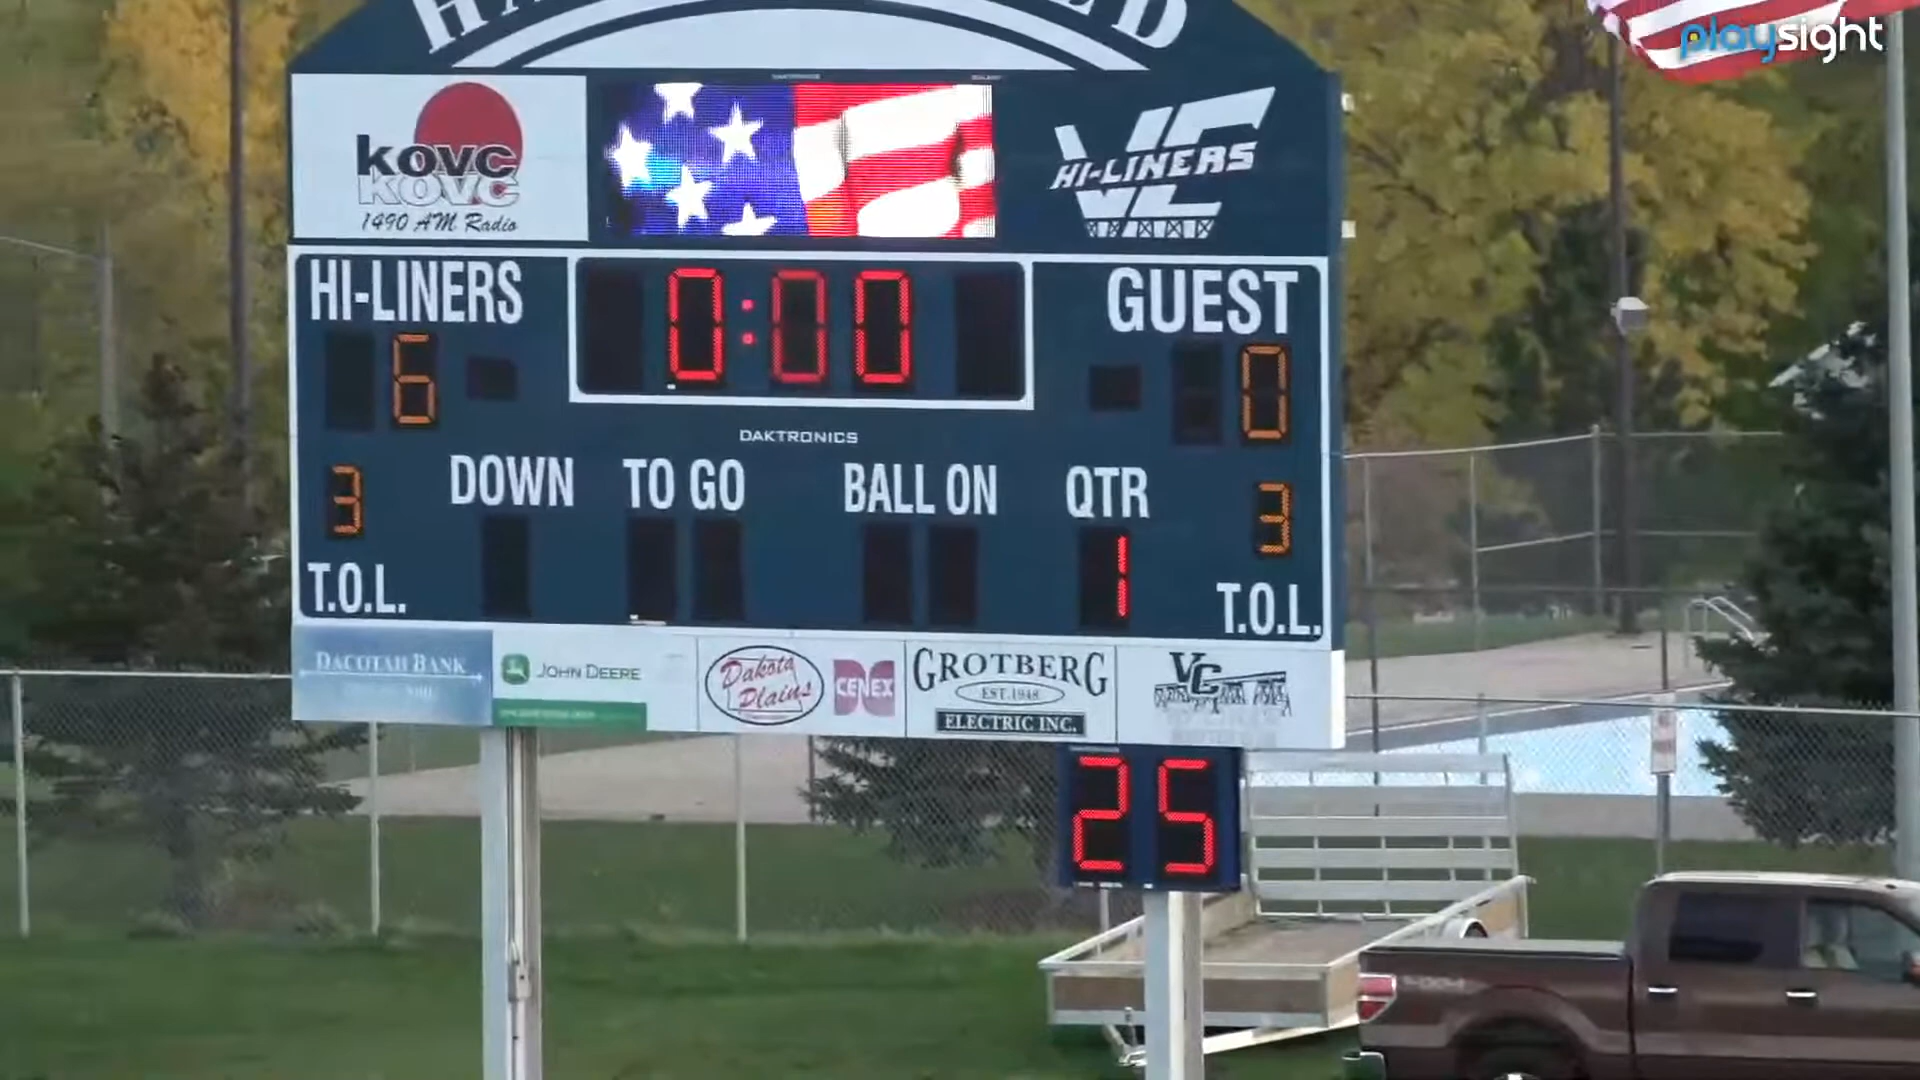 playsight
kovc
KOVC
1490 AM Radio
VC
HI-LINERS
HI-LINERS
0:00
GUEST
6
0
DAKTRONICS
DOWN
TO GO
BALL ON
QTR
3
3
1
T.O.L.
T.O.L.
DACOTAH BANK
JOHN DEERE
Dakota
Plains
CENEX
GROTBERG
EST. 1948
ELECTRIC INC.
VC
25